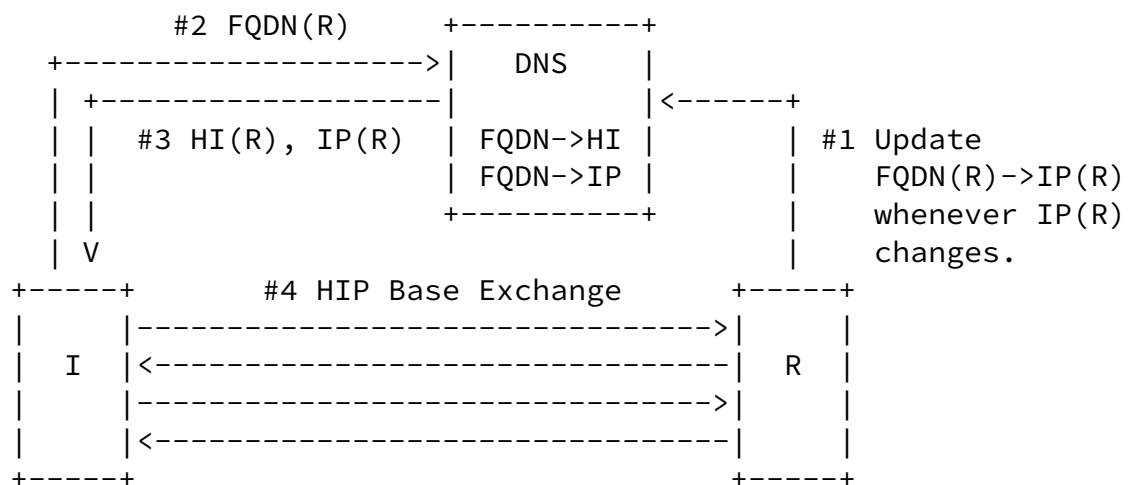 #2 FQDN(R)
DNS
#3 HI(R), IP(R)
FQDN->HI
FQDN->IP
#1 Update
FQDN(R)->IP(R)
whenever IP(R)
changes.
V
#4 HIP Base Exchange
I
R